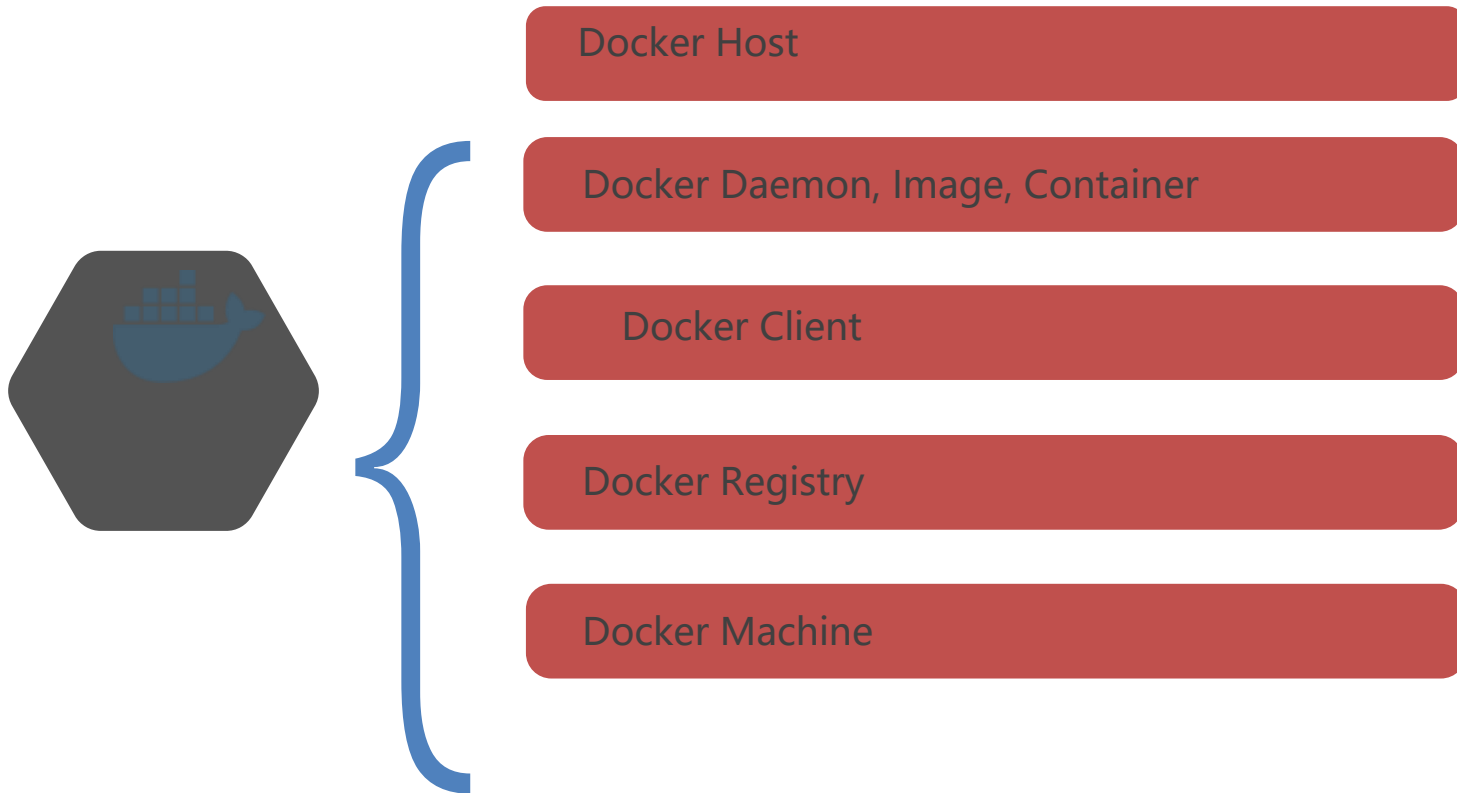 Docker Host
Docker Daemon, Image, Container
Docker Client
Docker Registry
Docker Machine